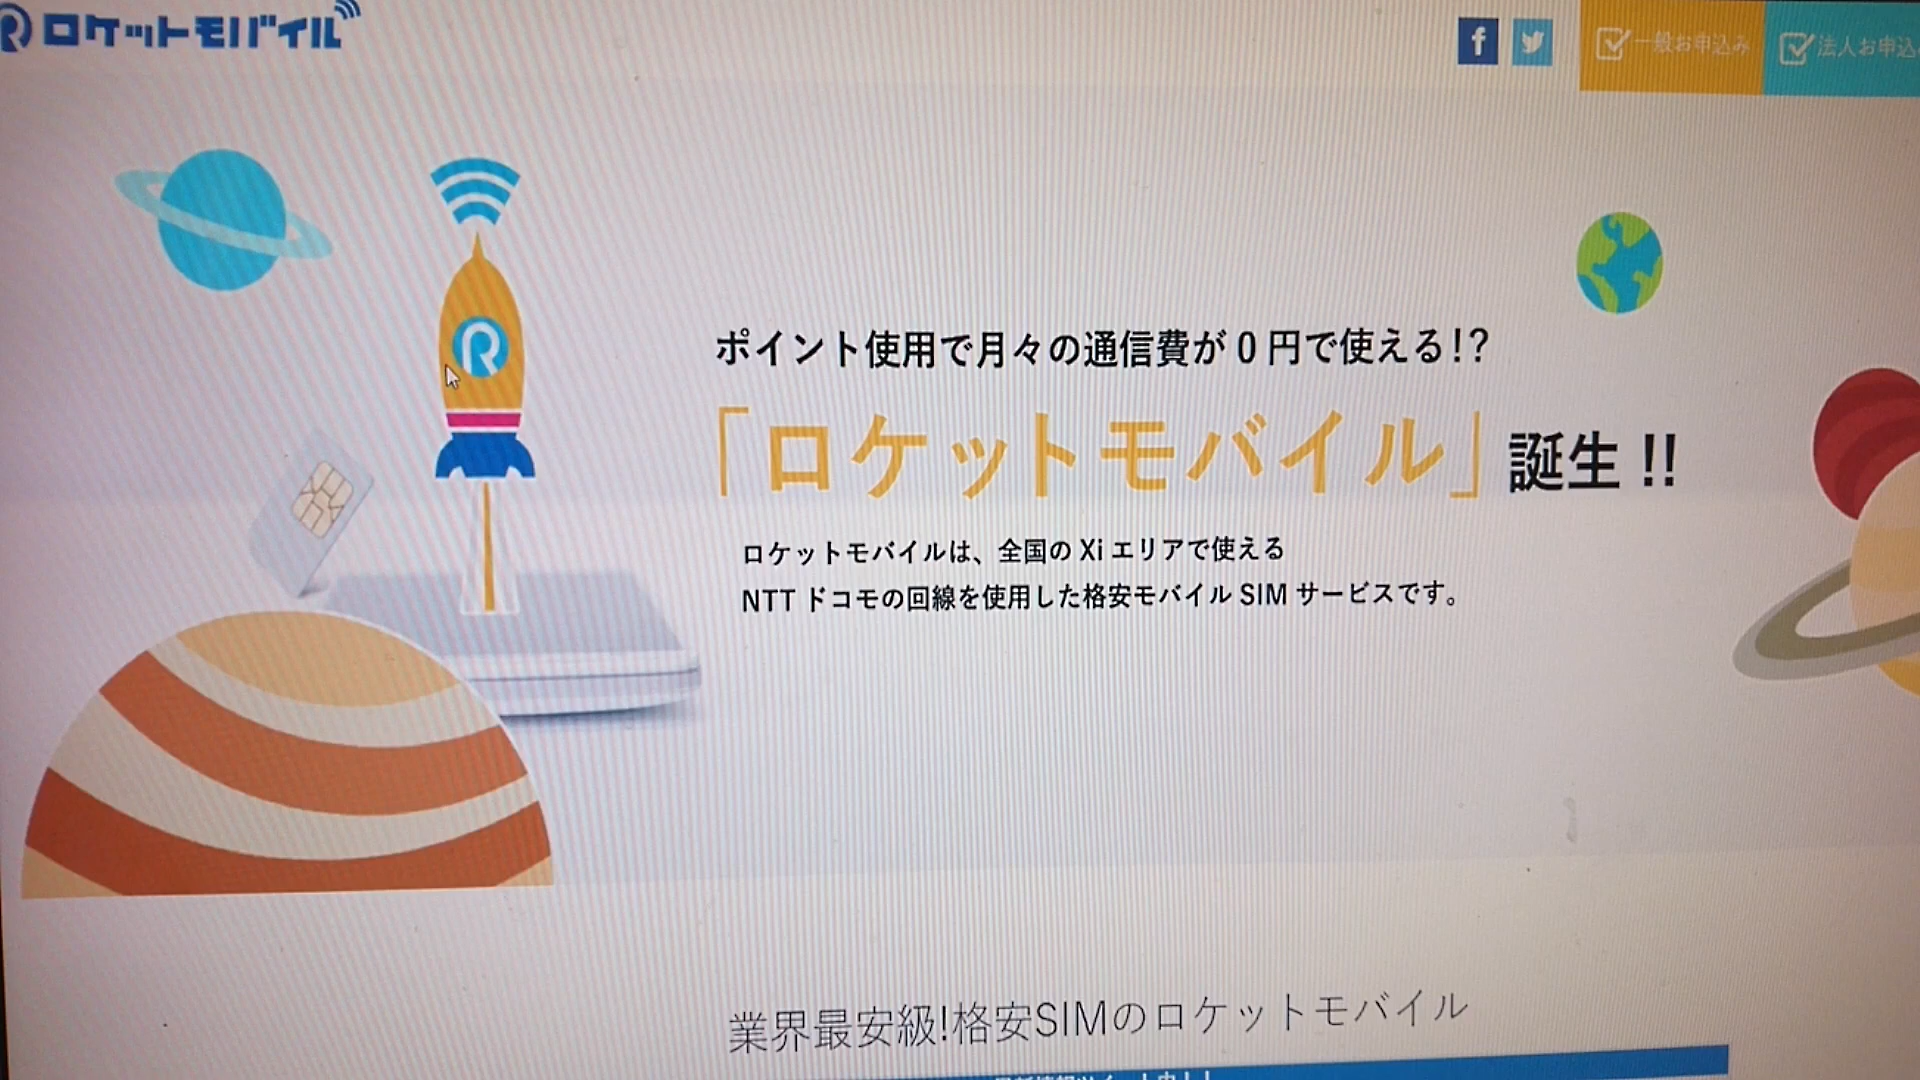 ロケットモバイル
一般お申込み
法人お申込
ポイント使用で月々の通信費が0円で使える!?
「ロケットモバイル」誕生!!
ロケットモバイルは、全国のXiエリアで使える
NTTドコモの回線を使用した格安モバイルSIMサービスです。
業界最安級!格安SIMのロケットモバイル